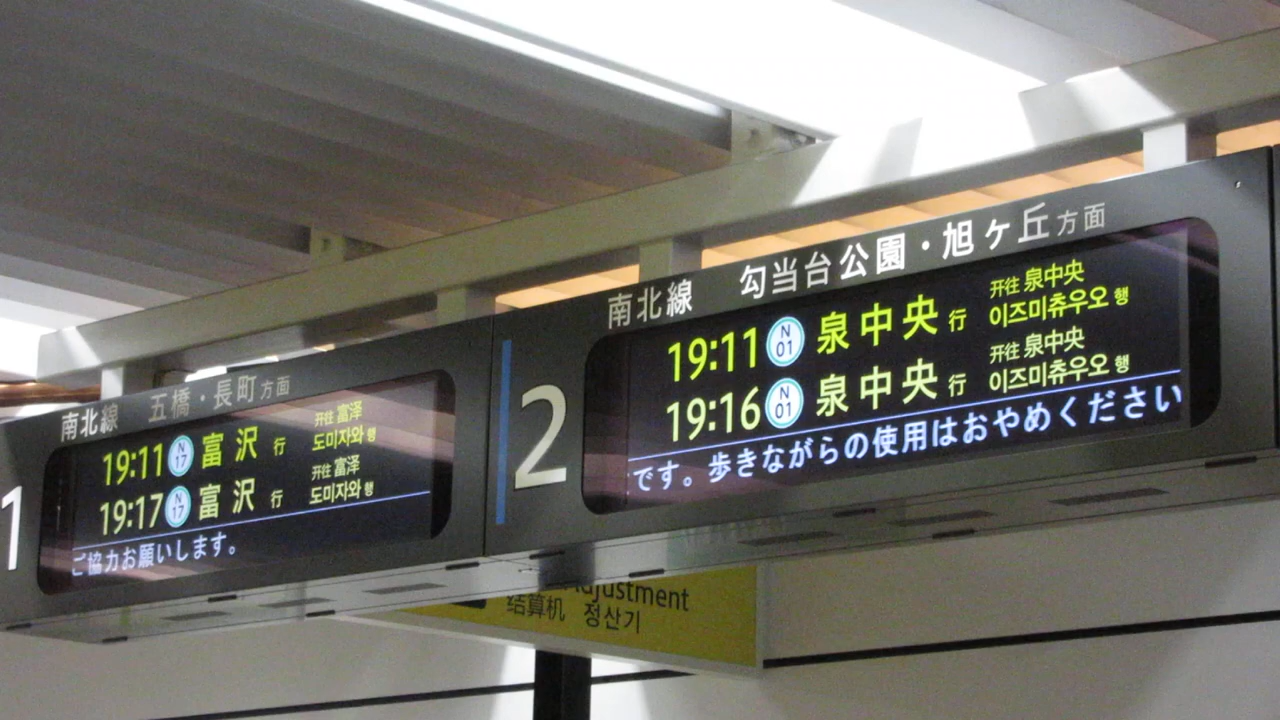 1
南北線 五橋・長町方面
19:11 N17 富沢行 开往 富泽 도미자와 행
19:17 N17 富沢行 开往 富泽 도미자와 행
ご協力お願いします。
2
南北線 勾当台公園・旭ヶ丘方面
19:11 N01 泉中央行 开往 泉中央 이즈미츄우오 행
19:16 N01 泉中央行 开往 泉中央 이즈미츄우오 행
です。歩きながらの使用はおやめください
Adjustment
结算机 정산기